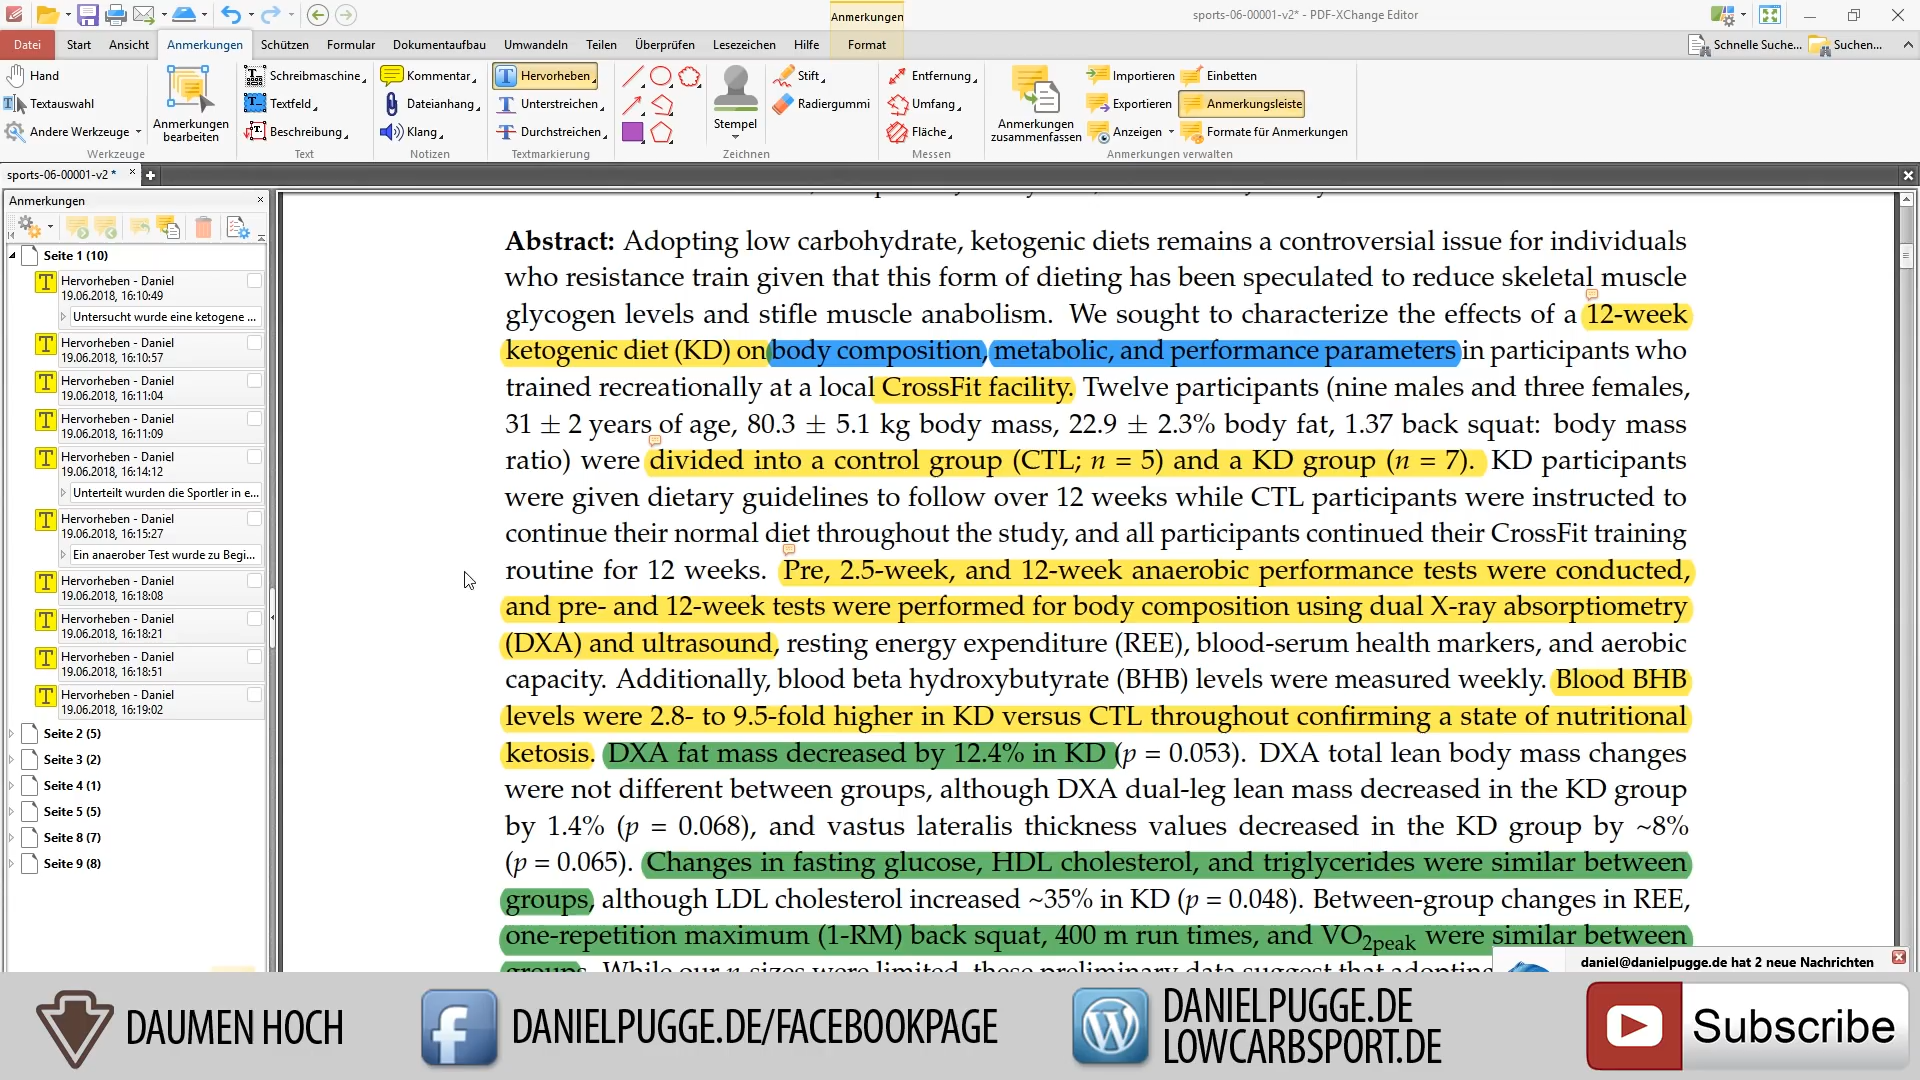 Anmerkungen
sports-06-00001-v2* - PDF-XChange Editor
Datei Start Ansicht Anmerkungen Schützen Formular Dokumentaufbau Umwandeln Teilen Überprüfen Lesezeichen Hilfe Format
Schnelle Suche... Suchen...
Hand
Textauswahl
Andere Werkzeuge
Werkzeuge
Anmerkungen
bearbeiten
Schreibmaschine
Textfeld
Beschreibung
Text
Kommentar
Dateianhang
Klang
Notizen
Hervorheben
Unterstreichen
Durchstreichen
Textmarkierung
Zeichnen
Stempel
Stift
Radiergummi
Entfernung
Umfang
Fläche
Messen
Anmerkungen
zusammenfassen
Importieren
Exportieren
Anzeigen
Einbetten
Anmerkungsleiste
Formate für Anmerkungen
Anmerkungen verwalten
sports-06-00001-v2 *
Anmerkungen
Seite 1 (10)
Hervorheben - Daniel
19.06.2018, 16:10:49
Untersucht wurde eine ketogene ...
Hervorheben - Daniel
19.06.2018, 16:10:57
Hervorheben - Daniel
19.06.2018, 16:11:04
Hervorheben - Daniel
19.06.2018, 16:11:09
Hervorheben - Daniel
19.06.2018, 16:14:12
Unterteilt wurden die Sportler in e...
Hervorheben - Daniel
19.06.2018, 16:15:27
Ein anaerober Test wurde zu Begi...
Hervorheben - Daniel
19.06.2018, 16:18:08
Hervorheben - Daniel
19.06.2018, 16:18:21
Hervorheben - Daniel
19.06.2018, 16:18:51
Hervorheben - Daniel
19.06.2018, 16:19:02
Seite 2 (5)
Seite 3 (2)
Seite 4 (1)
Seite 5 (5)
Seite 8 (7)
Seite 9 (8)
Abstract: Adopting low carbohydrate, ketogenic diets remains a controversial issue for individuals
who resistance train given that this form of dieting has been speculated to reduce skeletal muscle
glycogen levels and stifle muscle anabolism. We sought to characterize the effects of a 12-week
ketogenic diet (KD) on body composition, metabolic, and performance parameters in participants who
trained recreationally at a local CrossFit facility. Twelve participants (nine males and three females,
31 ± 2 years of age, 80.3 ± 5.1 kg body mass, 22.9 ± 2.3% body fat, 1.37 back squat: body mass
ratio) were divided into a control group (CTL; n = 5) and a KD group (n = 7). KD participants
were given dietary guidelines to follow over 12 weeks while CTL participants were instructed to
continue their normal diet throughout the study, and all participants continued their CrossFit training
routine for 12 weeks. Pre, 2.5-week, and 12-week anaerobic performance tests were conducted,
and pre- and 12-week tests were performed for body composition using dual X-ray absorptiometry
(DXA) and ultrasound, resting energy expenditure (REE), blood-serum health markers, and aerobic
capacity. Additionally, blood beta hydroxybutyrate (BHB) levels were measured weekly. Blood BHB
levels were 2.8- to 9.5-fold higher in KD versus CTL throughout confirming a state of nutritional
ketosis. DXA fat mass decreased by 12.4% in KD (p = 0.053). DXA total lean body mass changes
were not different between groups, although DXA dual-leg lean mass decreased in the KD group
by 1.4% (p = 0.068), and vastus lateralis thickness values decreased in the KD group by ~8%
(p = 0.065). Changes in fasting glucose, HDL cholesterol, and triglycerides were similar between
groups, although LDL cholesterol increased ~35% in KD (p = 0.048). Between-group changes in REE,
one-repetition maximum (1-RM) back squat, 400 m run times, and VO2peak were similar between
groups. While our n-sizes were limited, these preliminary data suggest that adopting
daniel@danielpugge.de hat 2 neue Nachrichten
DAUMEN HOCH
DANIELPUGGE.DE/FACEBOOKPAGE
DANIELPUGGE.DE
LOWCARBSPORT.DE
Subscribe